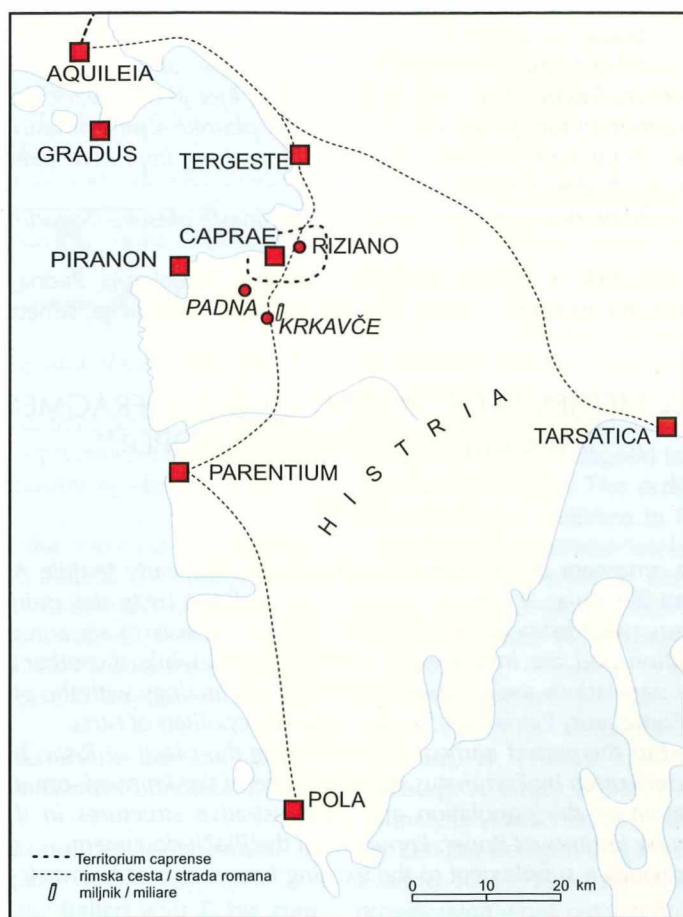 AQUILEIA
GRADUS
TERGESTE
CAPRAE
RIZIANO
PIRANON
PADNA
KRKAVČE
HISTRIA
TARSATICA
PARENTIUM
POLA
Territorium caprense
rimska cesta / strada romana
miljnik / miliare
0 10 20 km